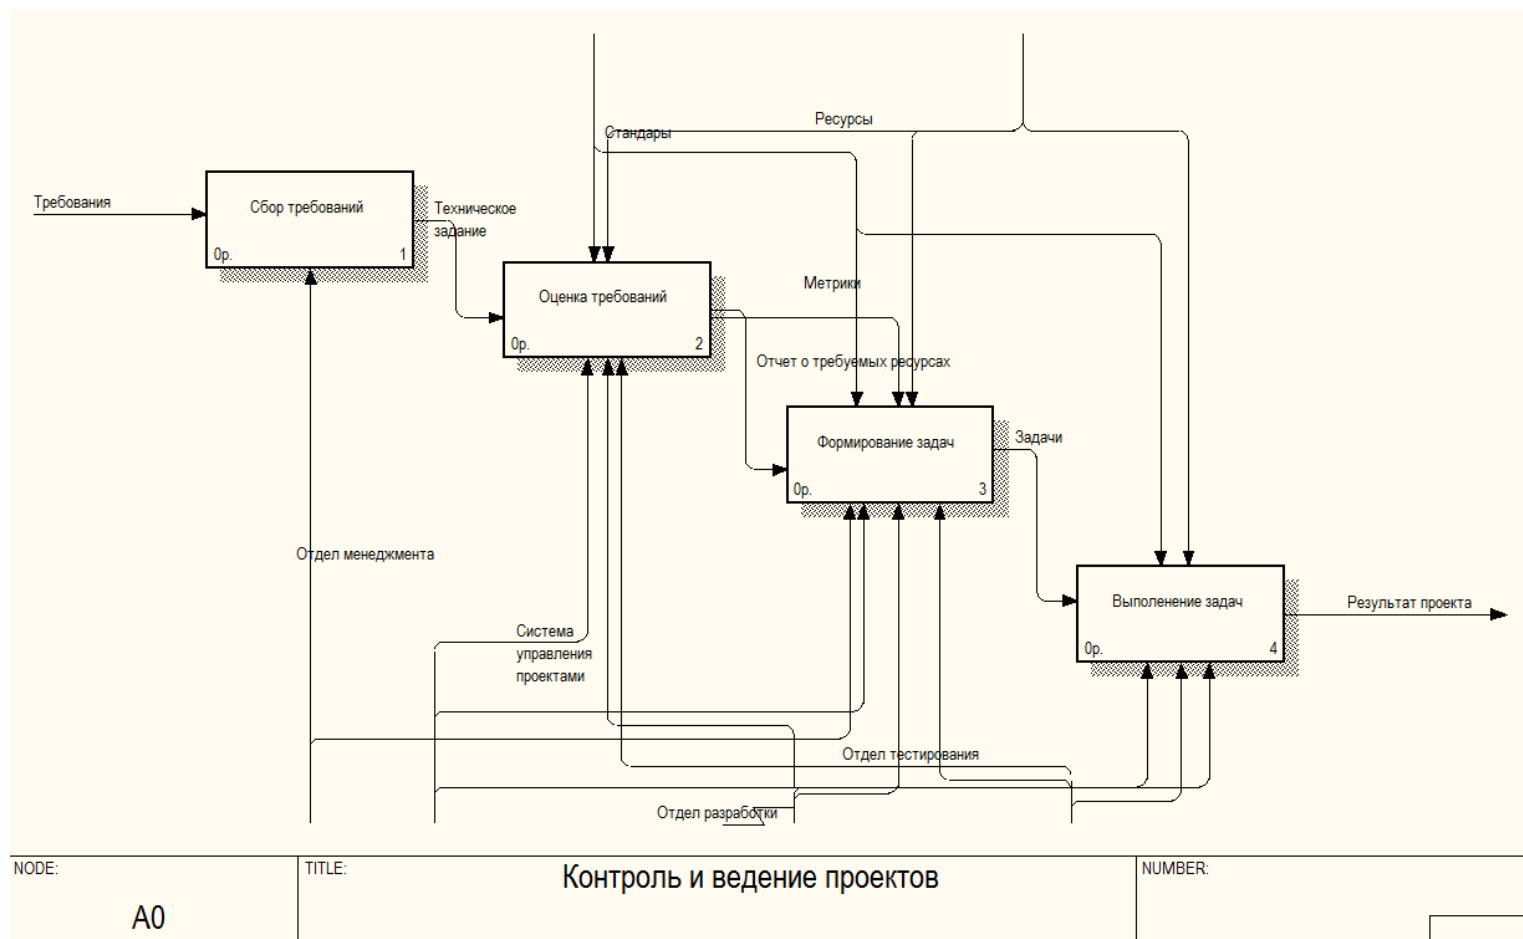 Ресурсы
Стандары
Требования
Сбор требований
0р.
1
Техническое
задание
Оценка требований
0р.
2
Метрики
Отчет о требуемых ресурсах
Формирование задач
0р.
3
Задачи
Отдел менеджмента
Выполенение задач
0р.
4
Результат проекта
Система
управления
проектами
Отдел тестирования
Отдел разработки
NODE:
A0
TITLE:
Контроль и ведение проектов
NUMBER: